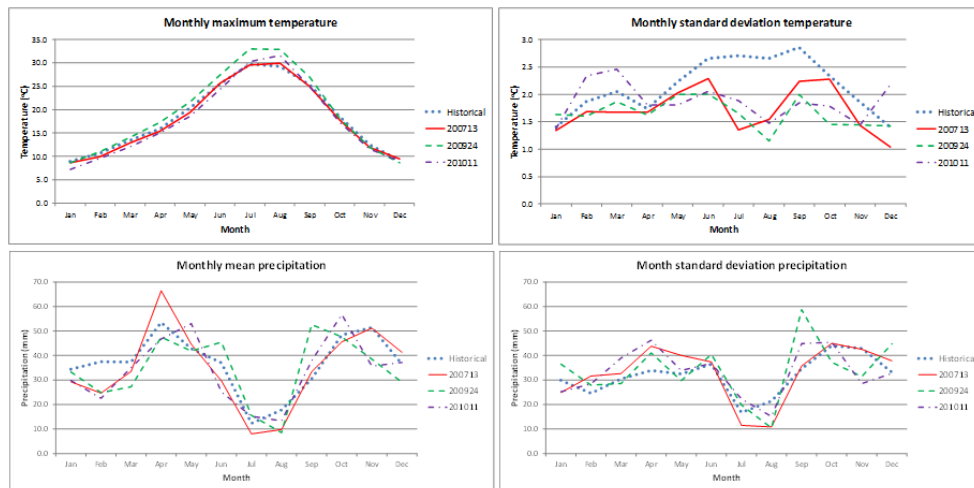 Monthly maximum temperature
35.0
30.0
25.0
20.0
15.0
10.0
5.0
0.0
Temperature (°C)
Jan Feb Mar Apr May Jun Jul Aug Sep Oct Nov Dec
Month
Historical
200713
200924
201011
Monthly standard deviation temperature
3.0
2.5
2.0
1.5
1.0
0.5
0.0
Temperature (°C)
Jan Feb Mar Apr May Jun Jul Aug Sep Oct Nov Dec
Month
Historical
200713
200924
201011
Monthly mean precipitation
70.0
60.0
50.0
40.0
30.0
20.0
10.0
0.0
Precipitation (mm)
Jan Feb Mar Apr May Jun Jul Aug Sep Oct Nov Dec
Month
Historical
200713
200924
201011
Month standard deviation precipitation
70.0
60.0
50.0
40.0
30.0
20.0
10.0
0.0
Precipitation (mm)
Jan Feb Mar Apr May Jun Jul Aug Sep Oct Nov Dec
Month
Historical
200713
200924
201011